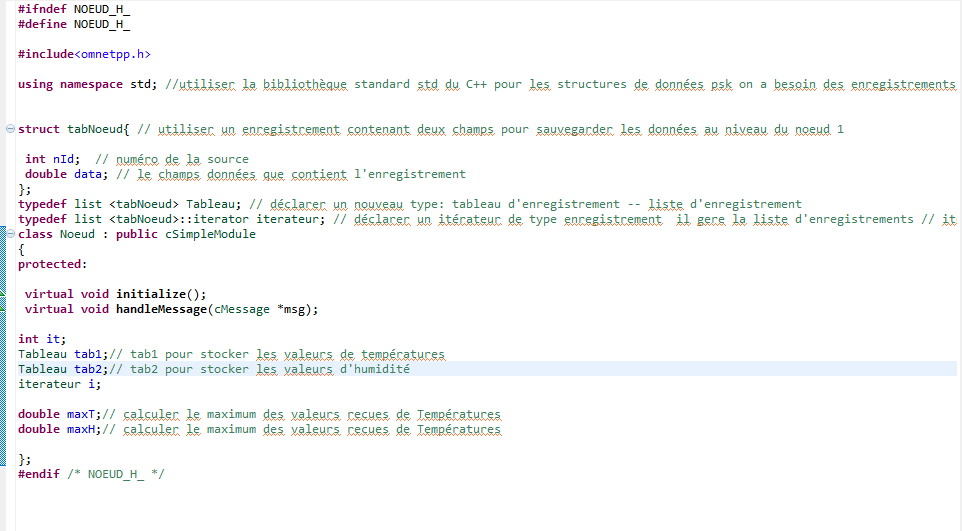 #ifndef NOEUD_H_
#define NOEUD_H_
#include<omnetpp.h>
using namespace std; //utiliser la bibliothèque standard std du C++ pour les structures de données psk on a besoin des enregistrements
struct tabNoeud{ // utiliser un enregistrement contenant deux champs pour sauvegarder les données au niveau du noeud 1
int nId; // numéro de la source
double data; // le champs données que contient l'enregistrement
};
typedef list <tabNoeud> Tableau; // déclarer un nouveau type: tableau d'enregistrement -- liste d'enregistrement
typedef list <tabNoeud>::iterator iterateur; // déclarer un itérateur de type enregistrement  il gere la liste d'enregistrements // it
class Noeud : public cSimpleModule
{
protected:
virtual void initialize();
virtual void handleMessage(cMessage *msg);
int it;
Tableau tab1;// tab1 pour stocker les valeurs de températures
Tableau tab2;// tab2 pour stocker les valeurs d'humidité
iterateur i;
double maxT;// calculer le maximum des valeurs recues de Températures
double maxH;// calculer le maximum des valeurs recues de Températures
};
#endif /* NOEUD_H_ */